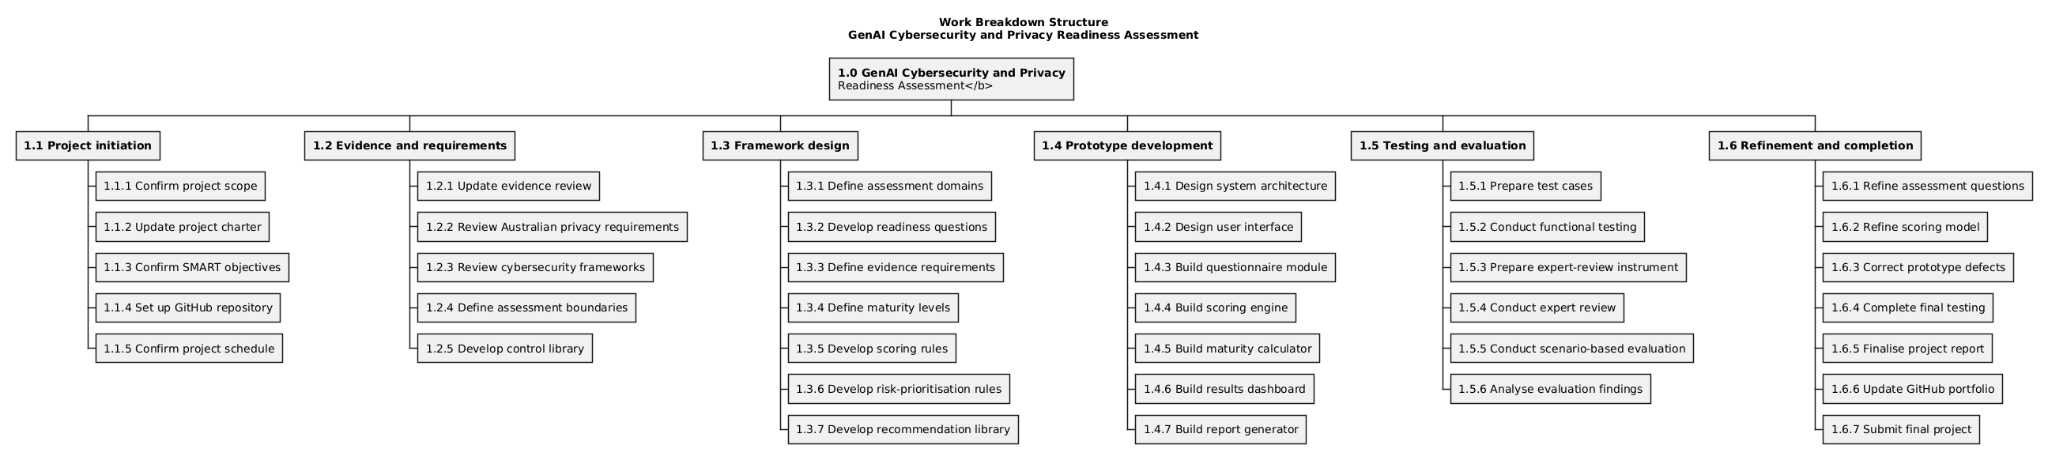 Work Breakdown Structure
GenAI Cybersecurity and Privacy Readiness Assessment
1.0 GenAI Cybersecurity and Privacy
Readiness Assessment</b>
1.1 Project initiation
1.1.1 Confirm project scope
1.1.2 Update project charter
1.1.3 Confirm SMART objectives
1.1.4 Set up GitHub repository
1.1.5 Confirm project schedule
1.2 Evidence and requirements
1.2.1 Update evidence review
1.2.2 Review Australian privacy requirements
1.2.3 Review cybersecurity frameworks
1.2.4 Define assessment boundaries
1.2.5 Develop control library
1.3 Framework design
1.3.1 Define assessment domains
1.3.2 Develop readiness questions
1.3.3 Define evidence requirements
1.3.4 Define maturity levels
1.3.5 Develop scoring rules
1.3.6 Develop risk-prioritisation rules
1.3.7 Develop recommendation library
1.4 Prototype development
1.4.1 Design system architecture
1.4.2 Design user interface
1.4.3 Build questionnaire module
1.4.4 Build scoring engine
1.4.5 Build maturity calculator
1.4.6 Build results dashboard
1.4.7 Build report generator
1.5 Testing and evaluation
1.5.1 Prepare test cases
1.5.2 Conduct functional testing
1.5.3 Prepare expert-review instrument
1.5.4 Conduct expert review
1.5.5 Conduct scenario-based evaluation
1.5.6 Analyse evaluation findings
1.6 Refinement and completion
1.6.1 Refine assessment questions
1.6.2 Refine scoring model
1.6.3 Correct prototype defects
1.6.4 Complete final testing
1.6.5 Finalise project report
1.6.6 Update GitHub portfolio
1.6.7 Submit final project